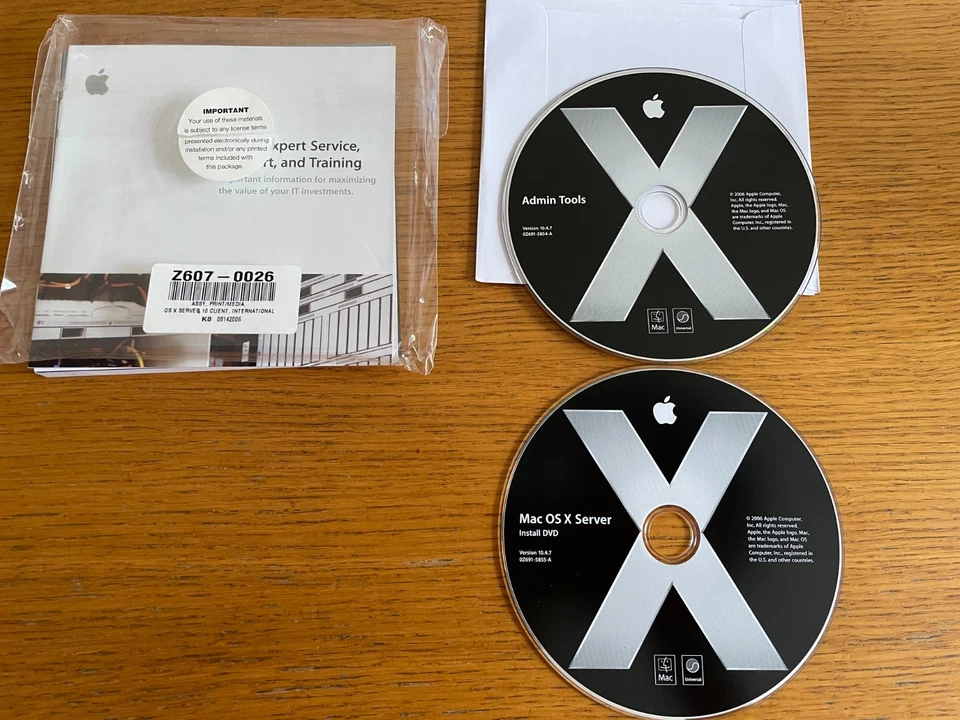 IMPORTANT
Your use of these materials
is subject to any license terms
presented electronically during
installation and/or any printed
terms included with
this package.
xpert Service,
rt, and Training
portant information for maximizing
the value of your IT investments.
Z607-0026
ASSY, PRINT/MEDIA,
OS X SERVER 10 CLIENT, INTERNATIONAL
K0 08142006
Admin Tools
Version 10.4.7
0Z691-5854-A
© 2006 Apple Computer,
Inc. All rights reserved.
Apple, the Apple logo, Mac,
the Mac logo, and Mac OS
are trademarks of Apple
Computer, Inc., registered in
the U.S. and other countries.
Mac
Universal
Mac OS X Server
Install DVD
Version 10.4.7
0Z691-5855-A
© 2006 Apple Computer,
Inc. All rights reserved.
Apple, the Apple logo, Mac,
the Mac logo, and Mac OS
are trademarks of Apple
Computer, Inc., registered in
the U.S. and other countries.
Mac
Universal